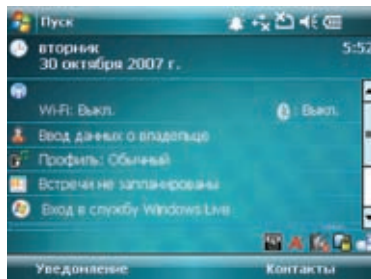 Пуск
вторник
30 октября 2007 г.
5:52
Wi-Fi: Выкл.
: Выкл.
Ввод данных о владельце
Профиль: Обычный
Встречи не запланированы
Вход в службу Windows Live
Уведомление
Контакты